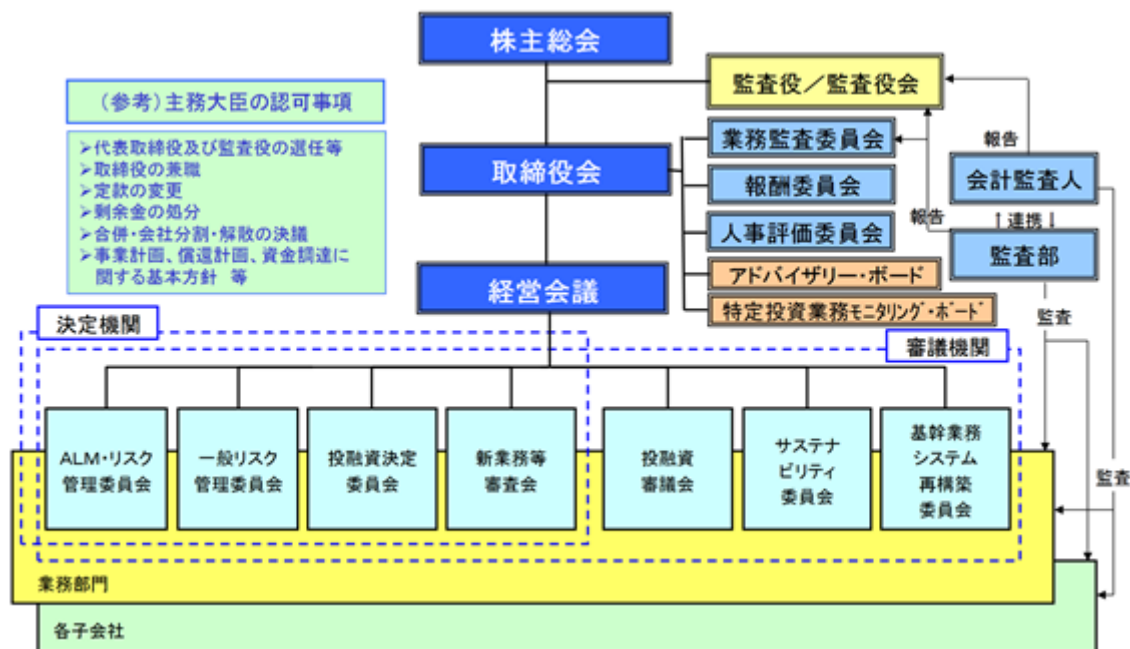 株主総会
監査役／監査役会
(参考)主務大臣の認可事項
➢代表取締役及び監査役の選任等
➢取締役の兼職
➢定款の変更
➢剰余金の処分
➢合併・会社分割・解散の決議
➢事業計画、償還計画、資金調達に
関する基本方針 等
取締役会
業務監査委員会
報酬委員会
人事評価委員会
アドバイザリー・ボード
特定投資業務ﾓﾆﾀﾘﾝｸﾞ・ﾎﾞｰﾄﾞ
報告
会計監査人
報告
↑連携↓
監査部
経営会議
監査
決定機関
審議機関
ALM・リスク
管理委員会
一般リスク
管理委員会
投融資決定
委員会
新業務等
審査会
投融資
審議会
サステナ
ビリティ
委員会
基幹業務
システム
再構築
委員会
監査
業務部門
各子会社